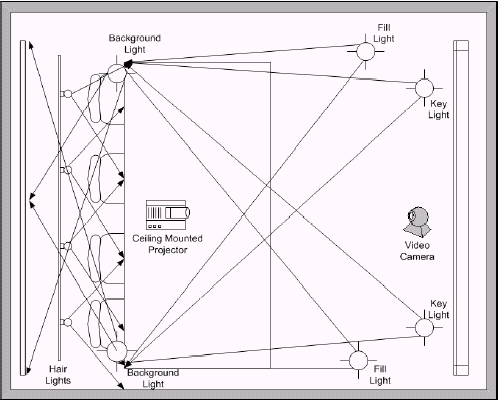 Background
Light
Fill
Light
Key
Light
Ceiling Mounted
Projector
Video
Camera
Key
Light
Hair
Lights
Background
Light
Fill
Light